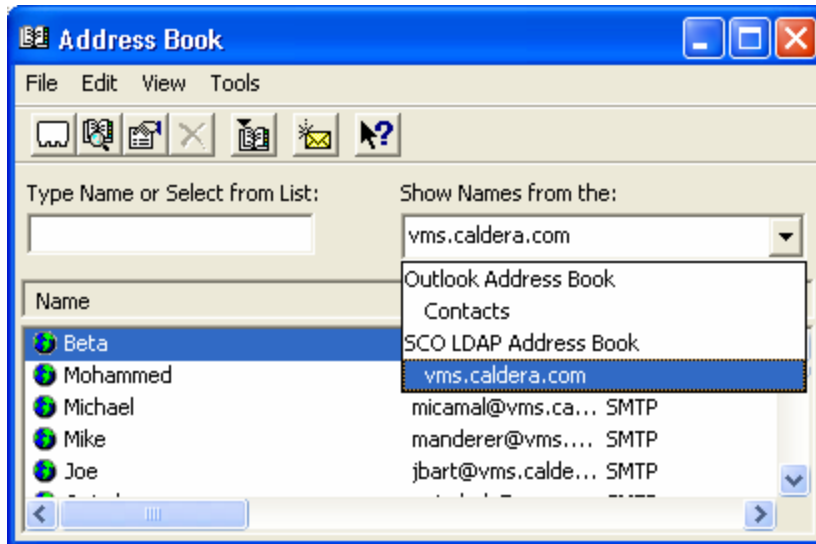 Address Book
File Edit View Tools
Type Name or Select from List: Show Names from the:
vms.caldera.com
Outlook Address Book
Contacts
SCO LDAP Address Book
vms.caldera.com
Name
Beta
Mohammed
Michael micamal@vms.ca... SMTP
Mike manderer@vms.... SMTP
Joe jbart@vms.calde... SMTP